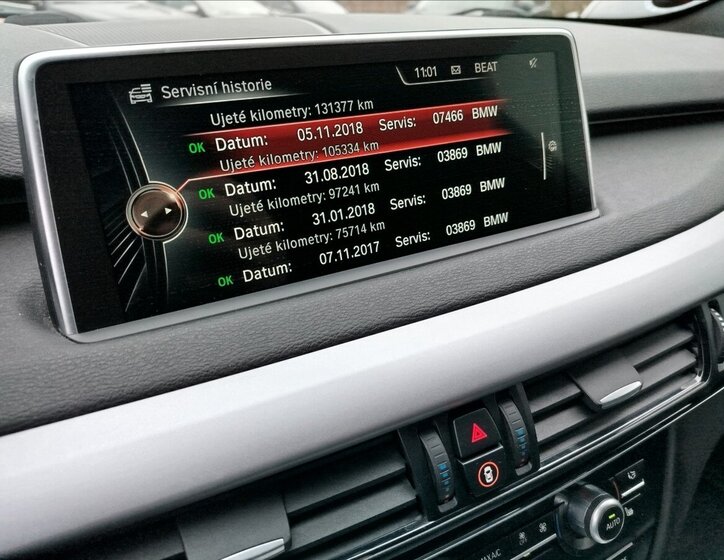 Servisní historie
11:01 BEAT
Ujeté kilometry: 131377 km
OK Datum: 05.11.2018 Servis: 07466 BMW
Ujeté kilometry: 105334 km
OK Datum: 31.08.2018 Servis: 03869 BMW
Ujeté kilometry: 97241 km
OK Datum: 31.01.2018 Servis: 03869 BMW
Ujeté kilometry: 75714 km
OK Datum: 07.11.2017 Servis: 03869 BMW
MAX A/C
OFF
AUTO